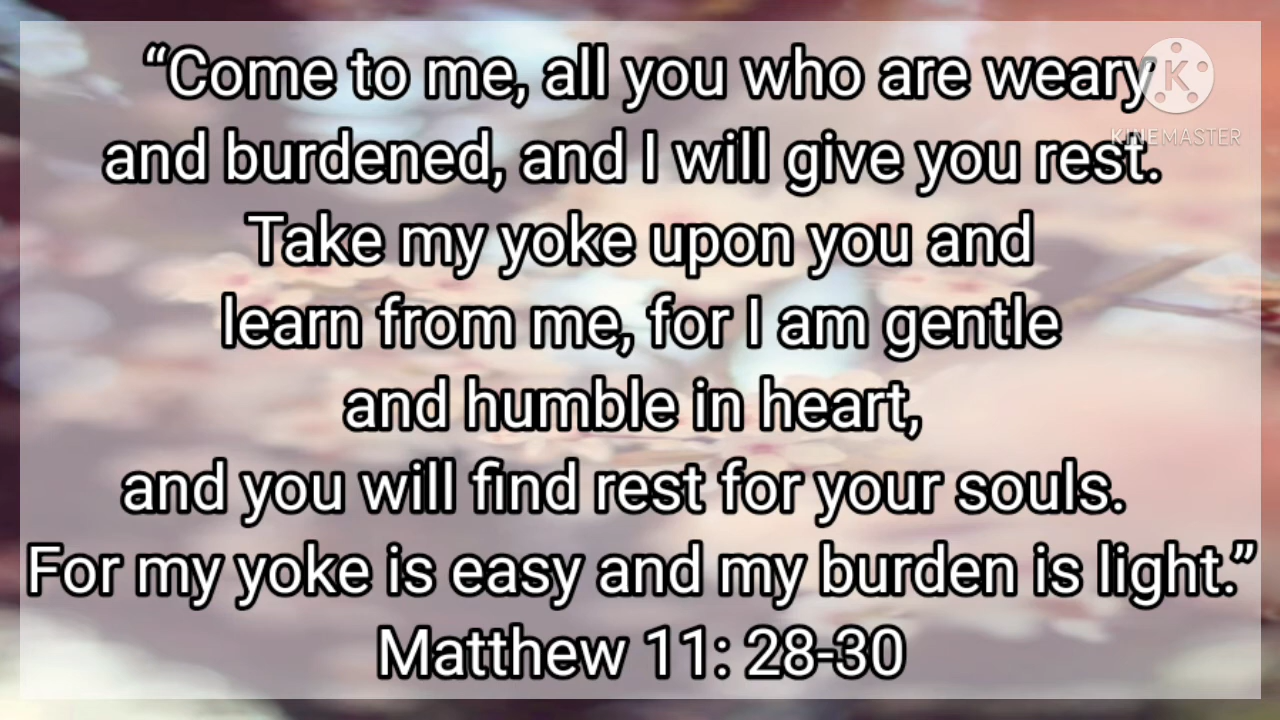 “Come to me, all you who are weary
and burdened, and I will give you rest.
Take my yoke upon you and
learn from me, for I am gentle
and humble in heart,
and you will find rest for your souls.
For my yoke is easy and my burden is light.”
Matthew 11: 28-30
K
KINEMASTER